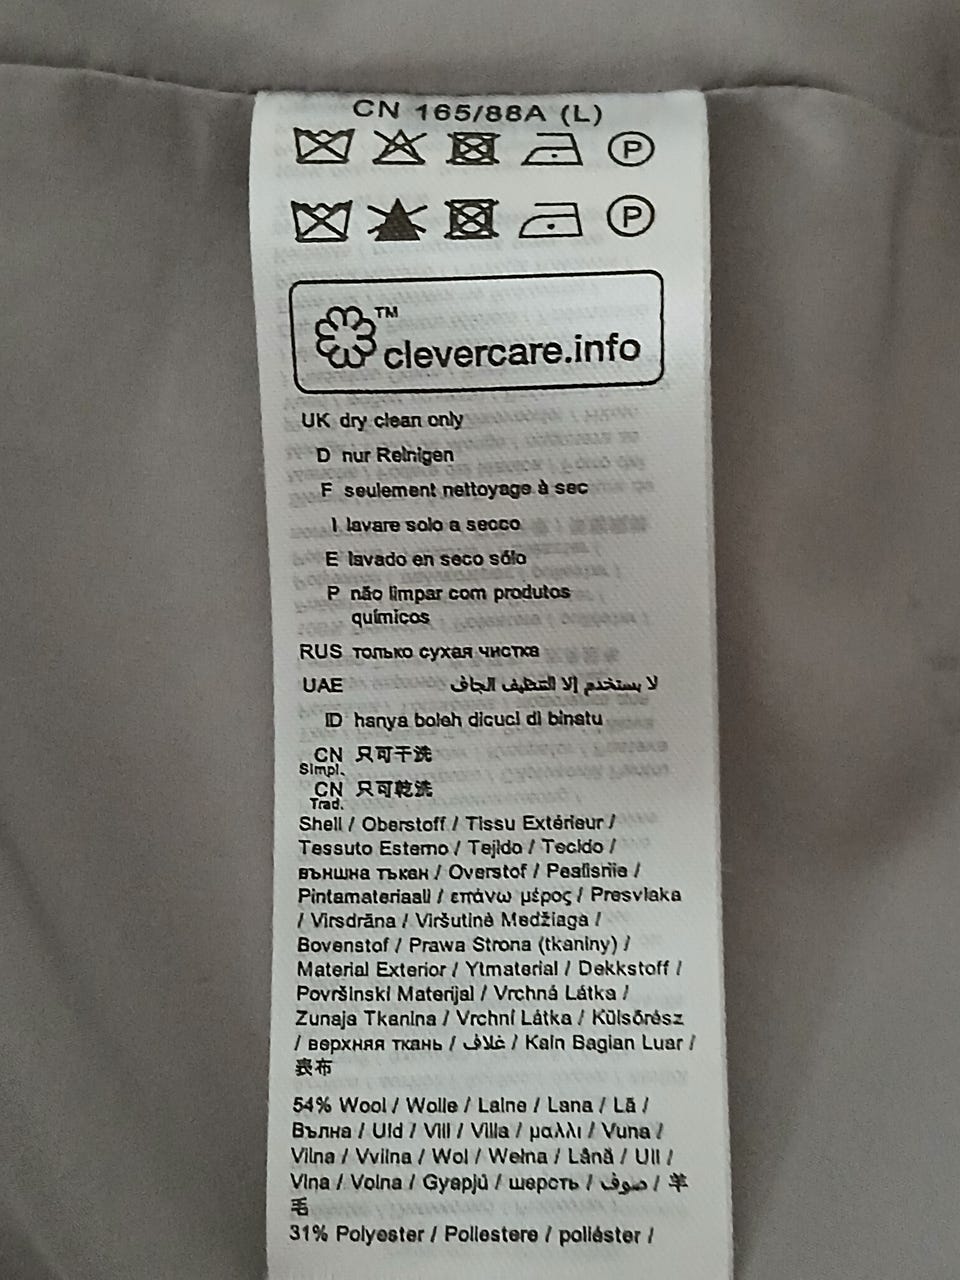 CN 165/88A (L)
P
P
™
clevercare.info
UK dry clean only
D nur Reinigen
F seulement nettoyage à sec
I lavare solo a secco
E lavado en seco sólo
P não limpar com produtos
químicos
RUS только сухая чистка
UAE لا يستخدم إلا التنظيف الجاف
ID hanya boleh dicuci di binatu
CN 只可干洗
Simpl.
CN 只可乾洗
Trad.
Shell / Oberstoff / Tissu Extérieur /
Tessuto Esterno / Tejido / Tecido /
външна тъкан / Overstof / Pealisriie /
Pintamateriaali / επάνω μέρος / Presvlaka
/ Virsdrāna / Viršutinė Medžiaga /
Bovenstof / Prawa Strona (tkaniny) /
Material Exterior / Ytmaterial / Dekkstoff /
Površinski Materijal / Vrchná Látka /
Zunaja Tkanina / Vrchní Látka / Külsőrész
/ верхняя ткань / غلاف / Kain Bagian Luar /
表布
54% Wool / Wolle / Laine / Lana / Lã /
Вълна / Uld / Vill / Villa / μαλλι / Vuna /
Vilna / Vvilna / Wol / Wełna / Lână / Ull /
Vlna / Volna / Gyapjú / шерсть / صوف / 羊
毛
31% Polyester / Poliestere / poliéster /